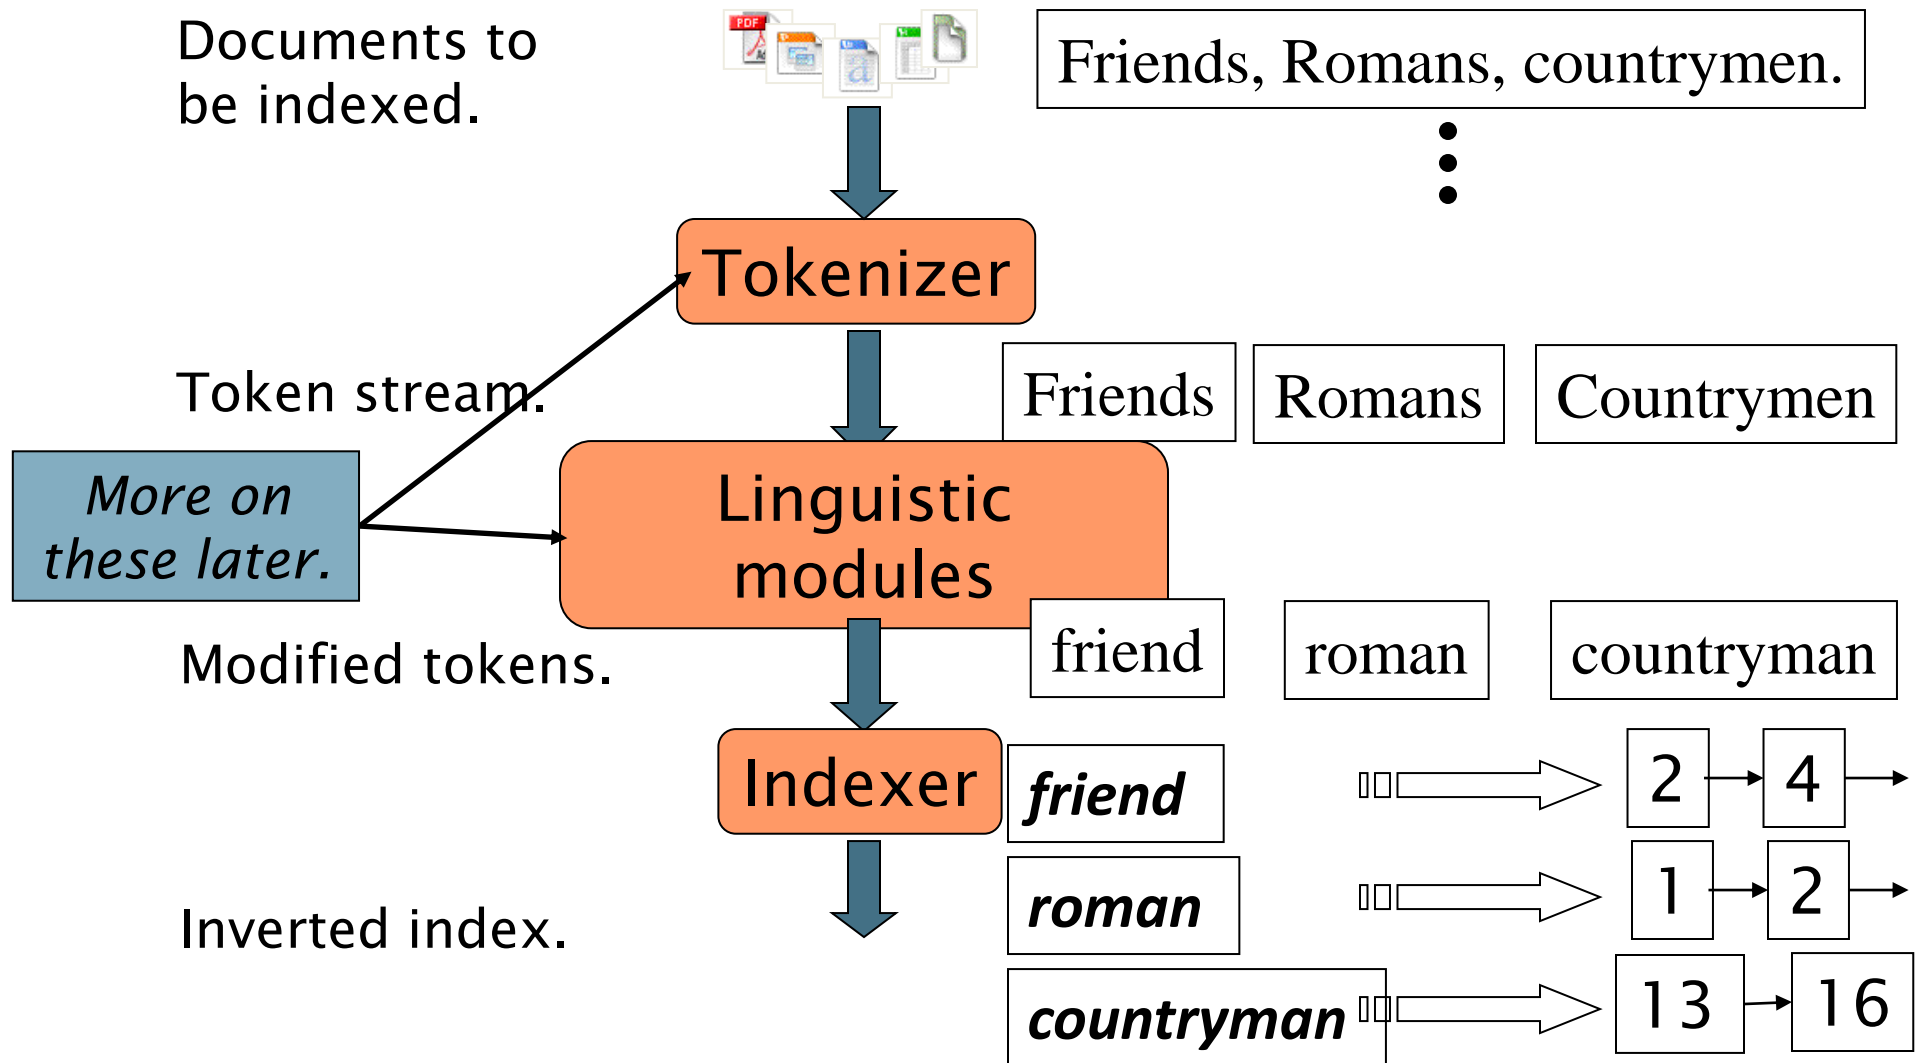 Documents to
be indexed.
PDF
Friends, Romans, countrymen.
Tokenizer
Token stream.
Friends
Romans
Countrymen
More on
these later.
Linguistic
modules
Modified tokens.
friend
roman
countryman
Indexer
friend
2
4
roman
1
2
Inverted index.
countryman
13
16